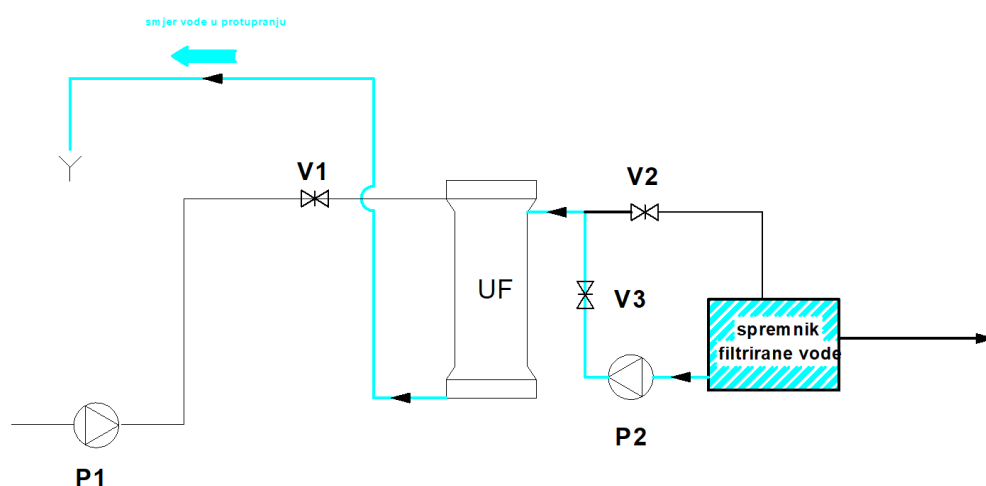 smjer vode u protupranju
V1
V2
UF
V3
spremnik
filtrirane vode
P2
P1